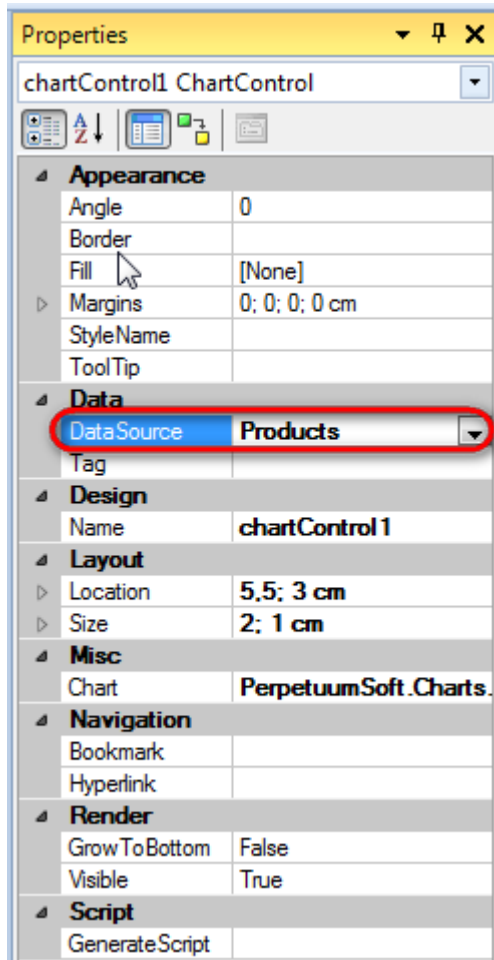 Properties
chartControl1 ChartControl
Appearance
Angle 0
Border
Fill [None]
Margins 0; 0; 0; 0 cm
StyleName
ToolTip
Data
DataSource Products
Tag
Design
Name chartControl1
Layout
Location 5,5; 3 cm
Size 2; 1 cm
Misc
Chart PerpetuumSoft.Charts.
Navigation
Bookmark
Hyperlink
Render
GrowToBottom False
Visible True
Script
GenerateScript